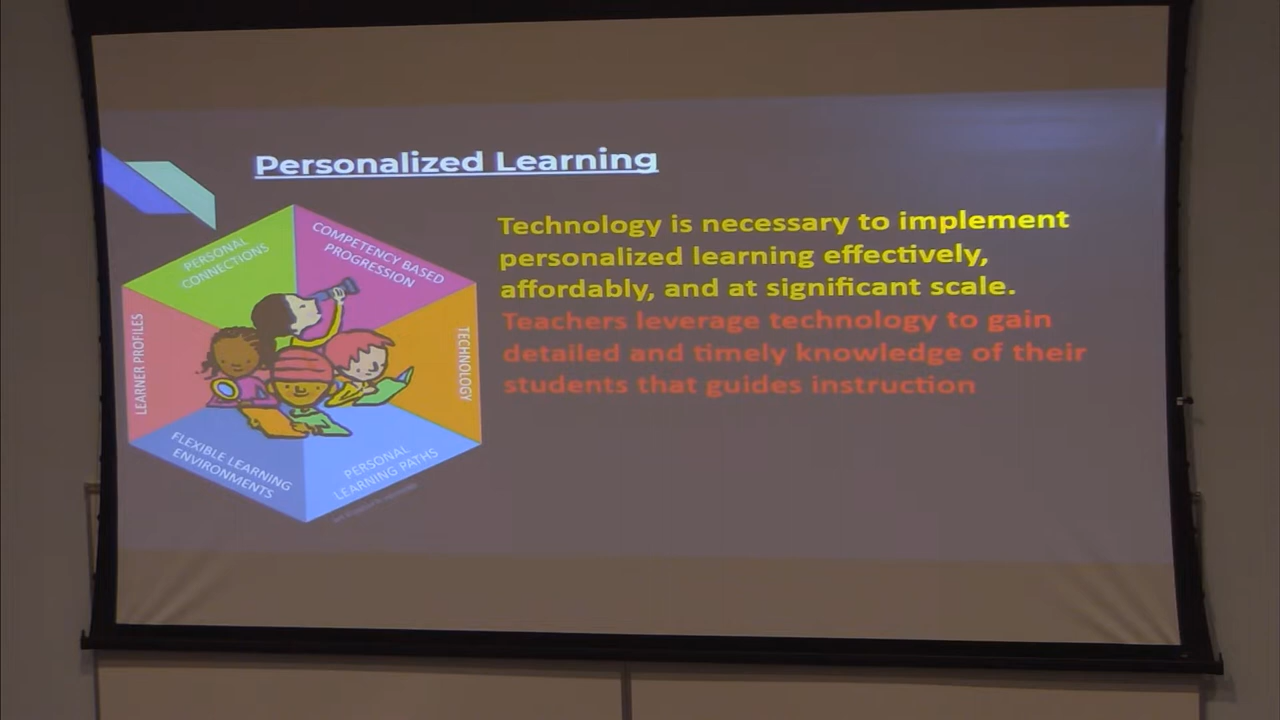 Personalized Learning
PERSONAL
CONNECTIONS
COMPETENCY BASED
PROGRESSION
TECHNOLOGY
PERSONAL
LEARNING PATHS
FLEXIBLE LEARNING
ENVIRONMENTS
LEARNER PROFILES
Technology is necessary to implement
personalized learning effectively,
affordably, and at significant scale.
Teachers leverage technology to gain
detailed and timely knowledge of their
students that guides instruction